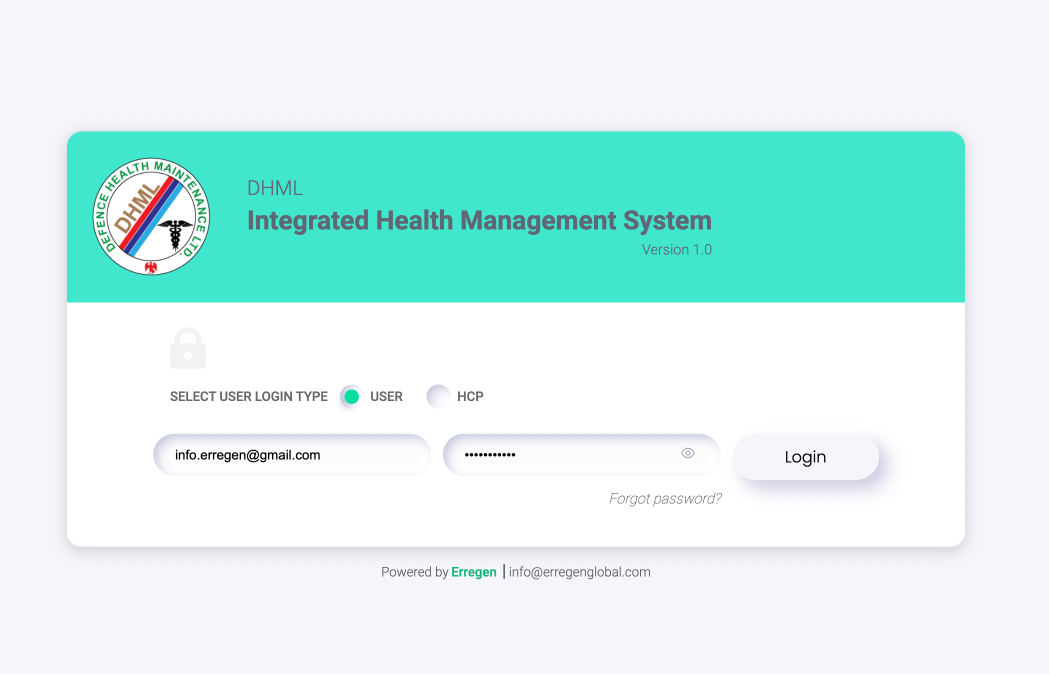 DEFENCE HEALTH MAINTENANCE LTD.
DHML
DHML
Integrated Health Management System
Version 1.0
SELECT USER LOGIN TYPE USER HCP
info.erregen@gmail.com ••••••••••• Login
Forgot password?
Powered by Erregen | info@erregenglobal.com